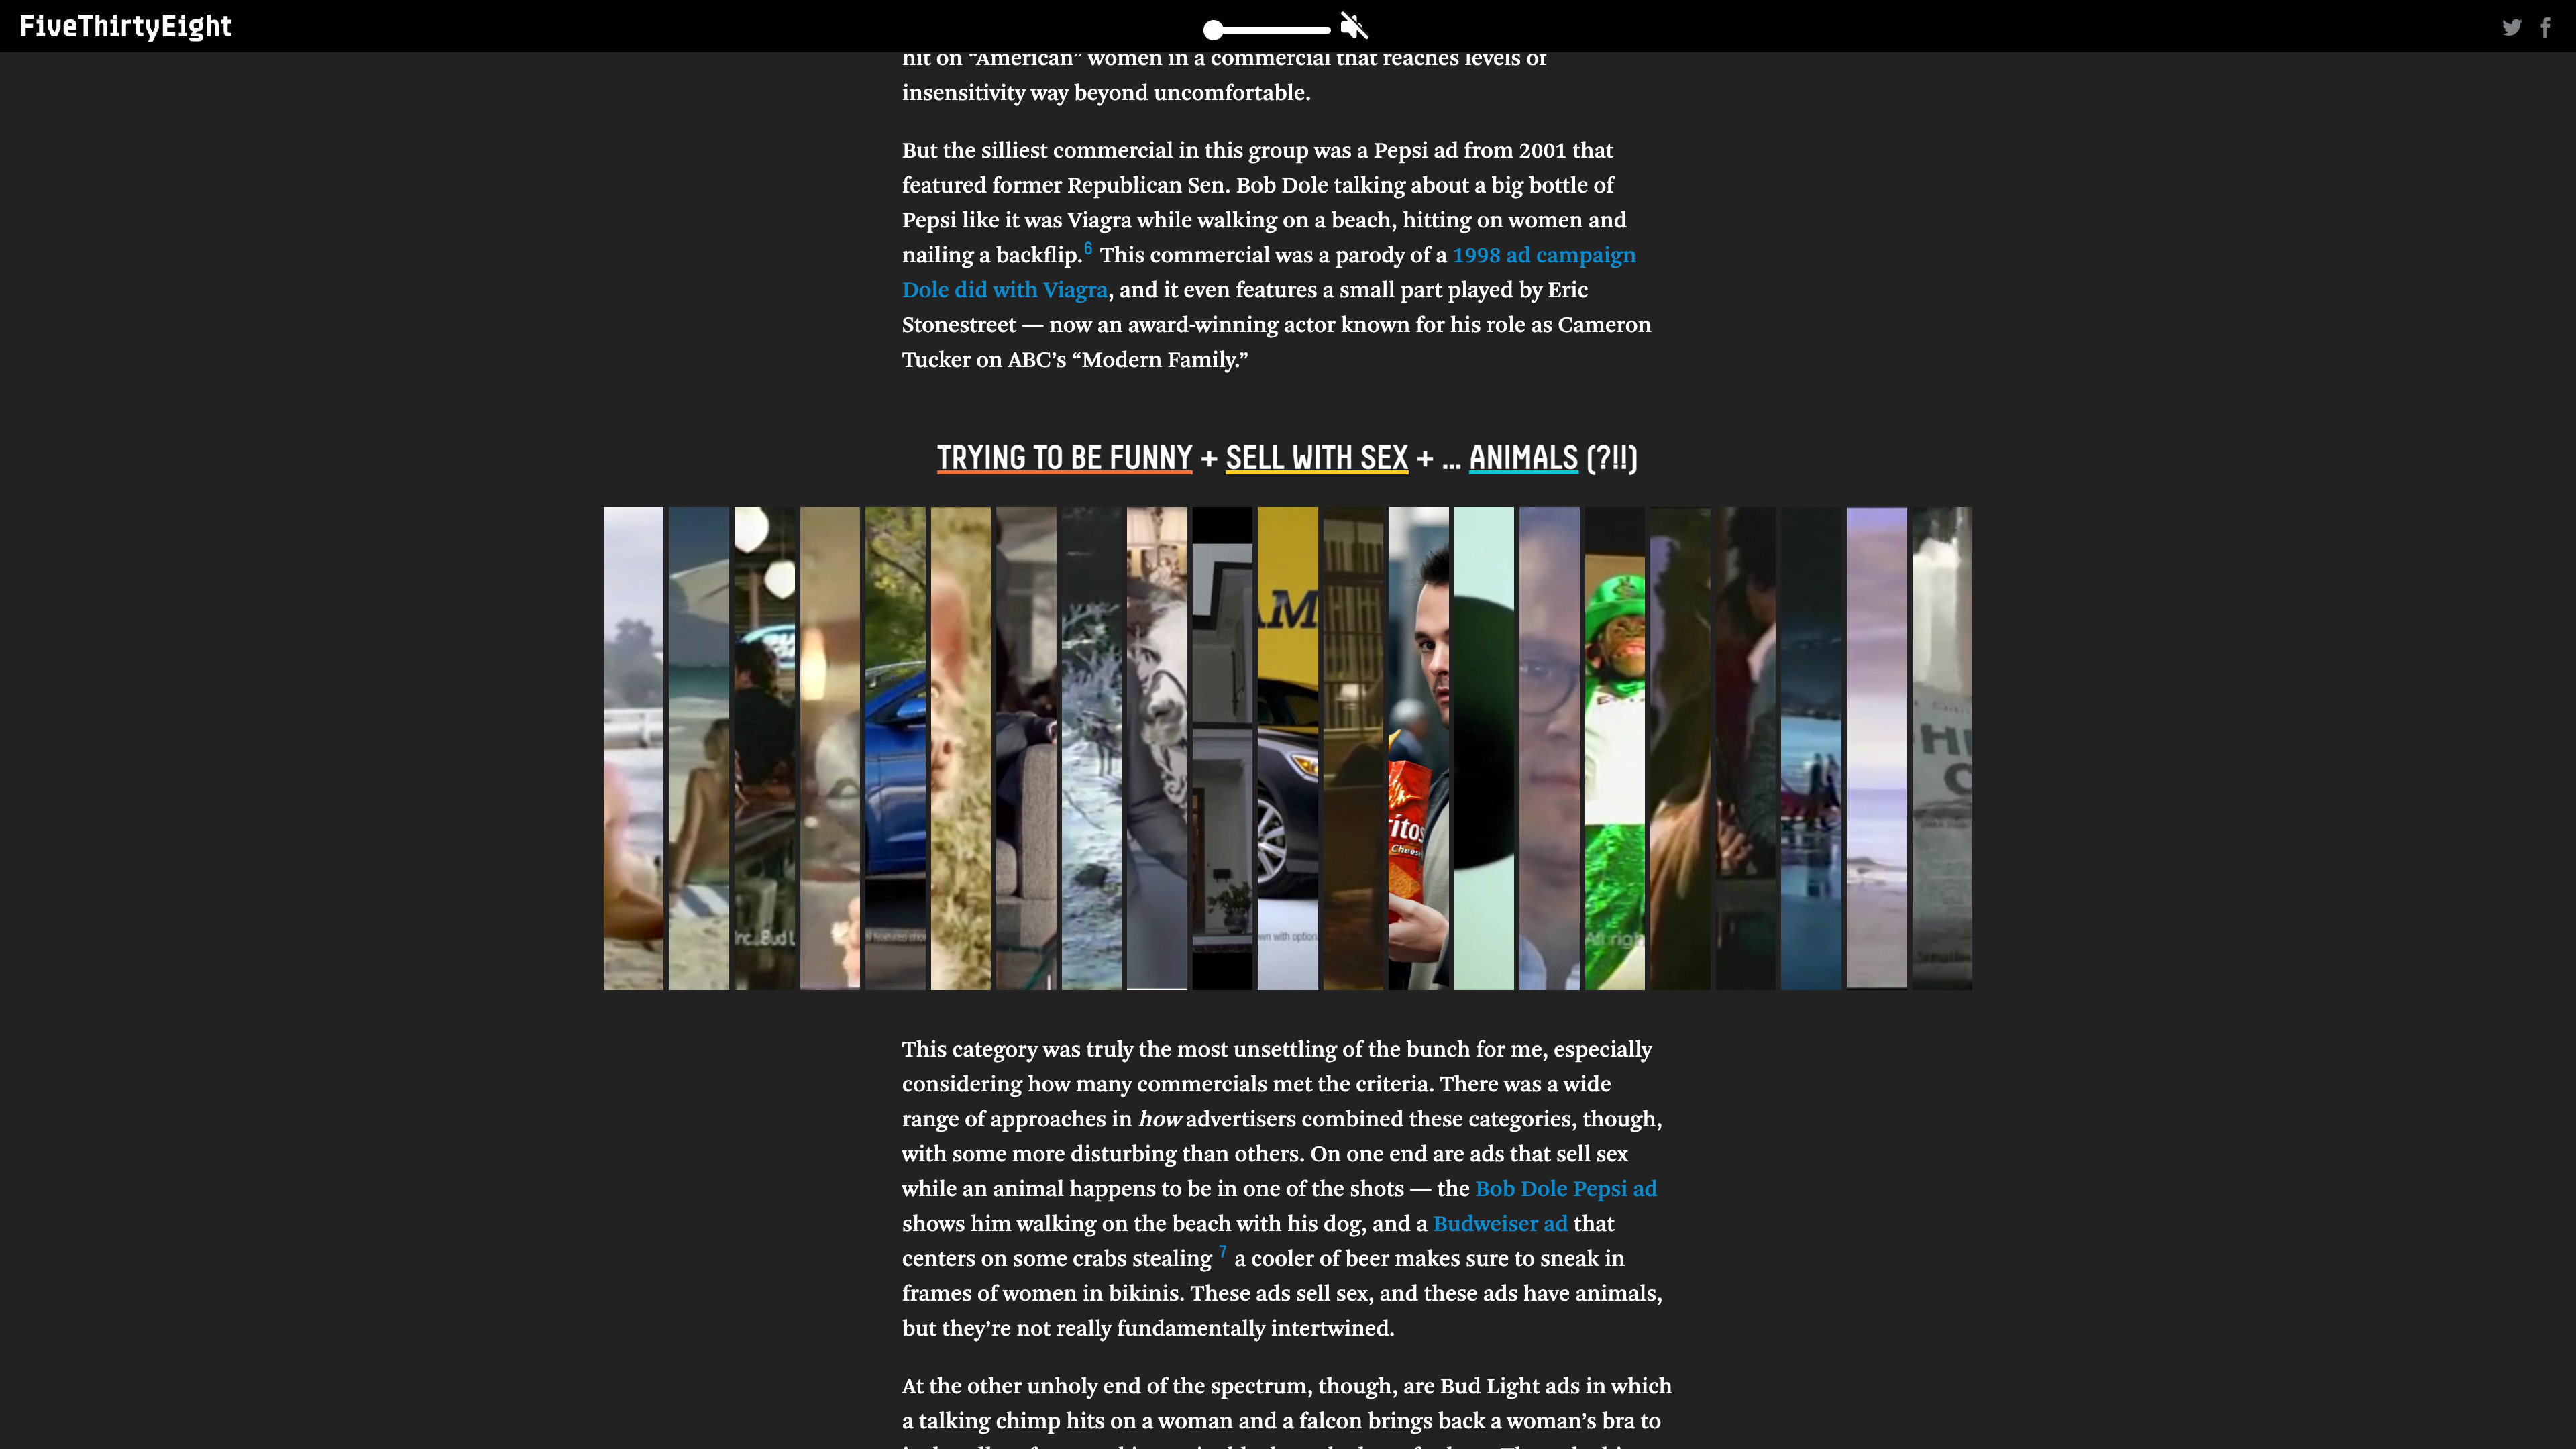 FiveThirtyEight
hit on “American” women in a commercial that reaches levels of
insensitivity way beyond uncomfortable.
But the silliest commercial in this group was a Pepsi ad from 2001 that
featured former Republican Sen. Bob Dole talking about a big bottle of
Pepsi like it was Viagra while walking on a beach, hitting on women and
nailing a backflip.6 This commercial was a parody of a 1998 ad campaign
Dole did with Viagra, and it even features a small part played by Eric
Stonestreet — now an award-winning actor known for his role as Cameron
Tucker on ABC’s “Modern Family.”
TRYING TO BE FUNNY + SELL WITH SEX + ... ANIMALS (?!!)
AM
ritos
Chees
Inc. Bud L
wn with option
All righ
This category was truly the most unsettling of the bunch for me, especially
considering how many commercials met the criteria. There was a wide
range of approaches in how advertisers combined these categories, though,
with some more disturbing than others. On one end are ads that sell sex
while an animal happens to be in one of the shots — the Bob Dole Pepsi ad
shows him walking on the beach with his dog, and a Budweiser ad that
centers on some crabs stealing 7 a cooler of beer makes sure to sneak in
frames of women in bikinis. These ads sell sex, and these ads have animals,
but they’re not really fundamentally intertwined.
At the other unholy end of the spectrum, though, are Bud Light ads in which
a talking chimp hits on a woman and a falcon brings back a woman’s bra to